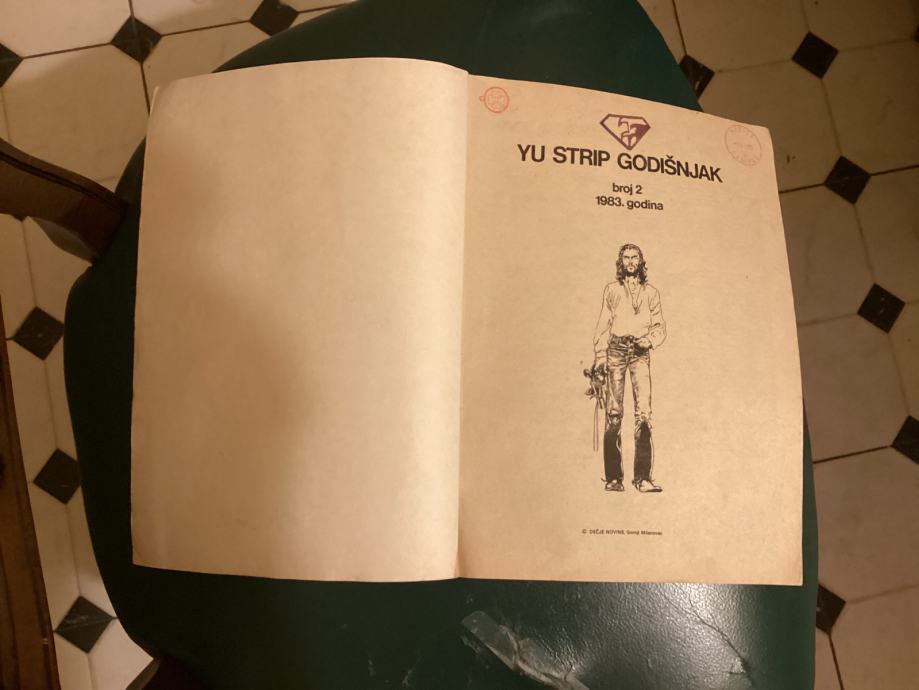 YU STRIP GODIŠNJAK
broj 2
1983. godina
© DEČJE NOVINE, Gornji Milanovac